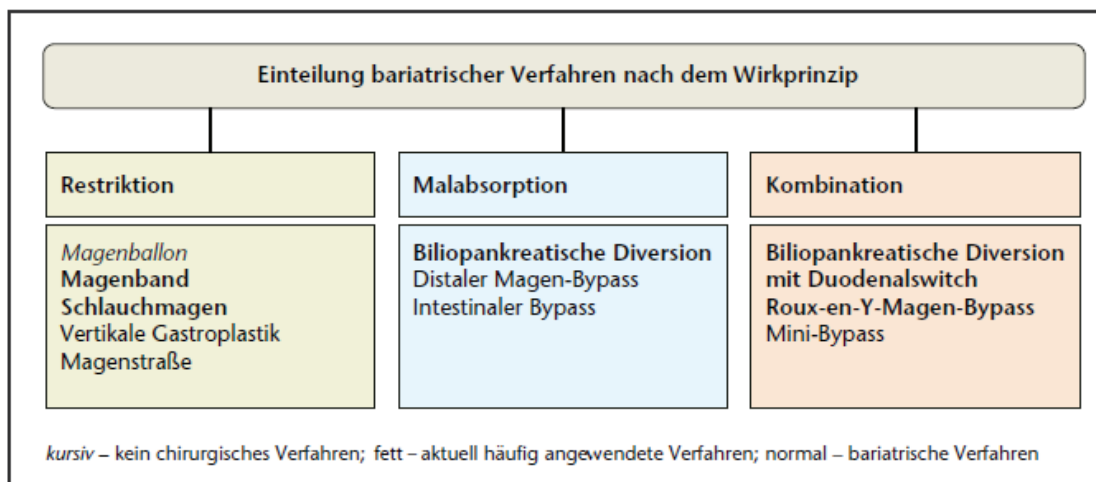 Einteilung bariatrischer Verfahren nach dem Wirkprinzip
Restriktion
Magenballon
Magenband
Schlauchmagen
Vertikale Gastroplastik
Magenstraße
Malabsorption
Biliopankreatische Diversion
Distaler Magen-Bypass
Intestinaler Bypass
Kombination
Biliopankreatische Diversion
mit Duodenalswitch
Roux-en-Y-Magen-Bypass
Mini-Bypass
kursiv – kein chirurgisches Verfahren; fett – aktuell häufig angewendete Verfahren; normal – bariatrische Verfahren